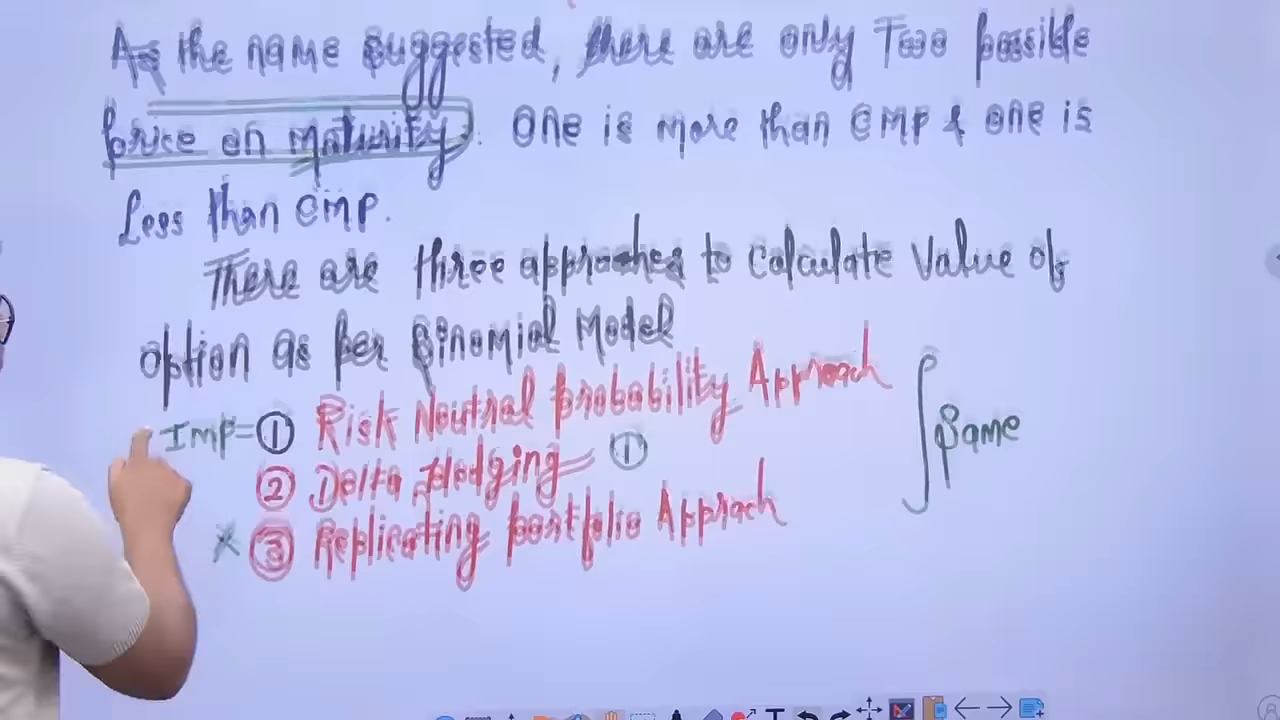 As the name suggested, there are only Two possible
price on maturity. One is more than CMP & one is
Less than CMP.
There are three approaches to calculate Value of
option as per Binomial Model
Imp = ① Risk Neutral probability Approach
② Delta Hedging ①
③ Replicating portfolio Approach
Same